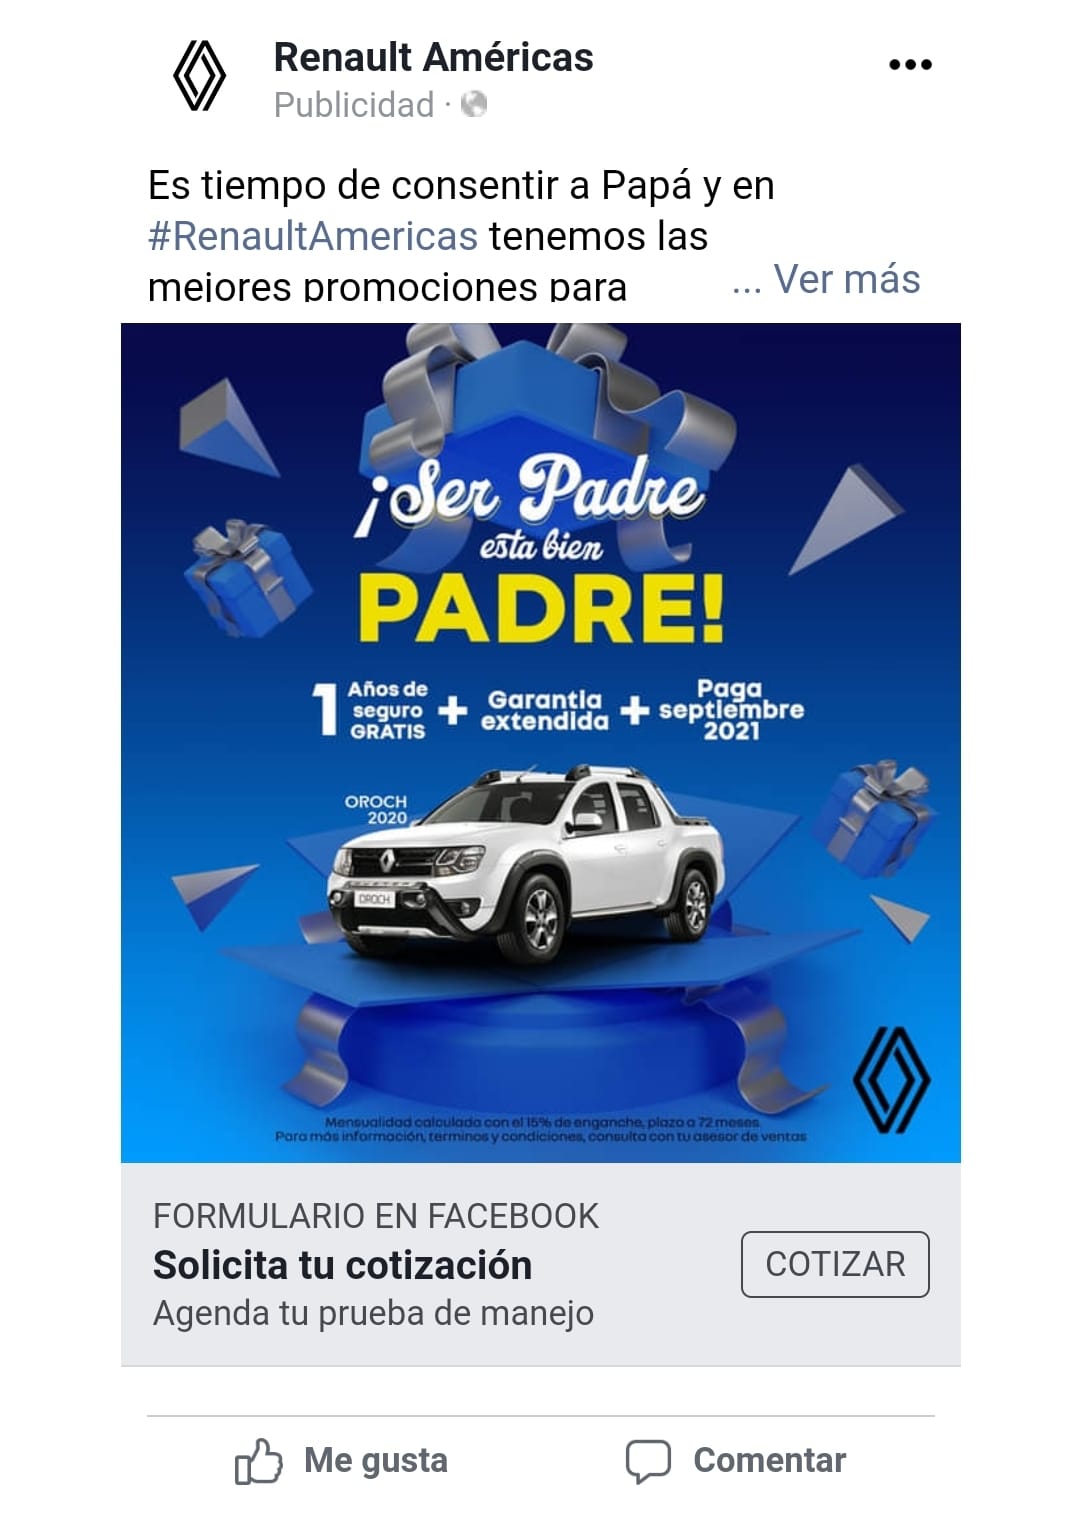 Renault Américas
Publicidad ·
Es tiempo de consentir a Papá y en
#RenaultAmericas tenemos las
mejores promociones para
... Ver más
¡Ser Padre
esta bien
PADRE!
1 Años de
seguro
GRATIS
+
Garantia
extendida
+
Paga
septiembre
2021
OROCH
2020
OROCH
Mensualidad calculada con el 15% de enganche, plazo a 72 meses.
Para más información, terminos y condiciones, consulta con tu asesor de ventas
FORMULARIO EN FACEBOOK
Solicita tu cotización
Agenda tu prueba de manejo
COTIZAR
Me gusta
Comentar